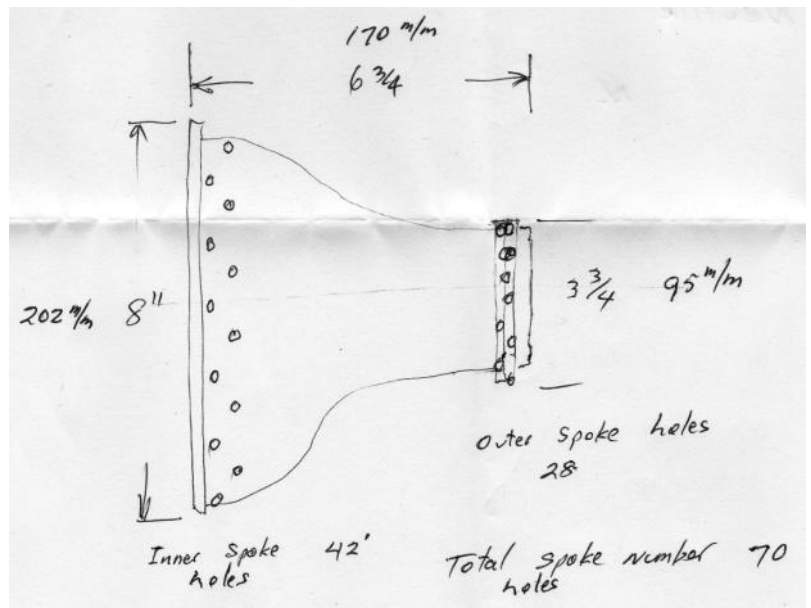 170 m/m
6 3/4
202 m/m 8"
3 3/4 95 m/m
Outer spoke holes
28
Inner spoke 42'
holes
Total spoke number 70
holes